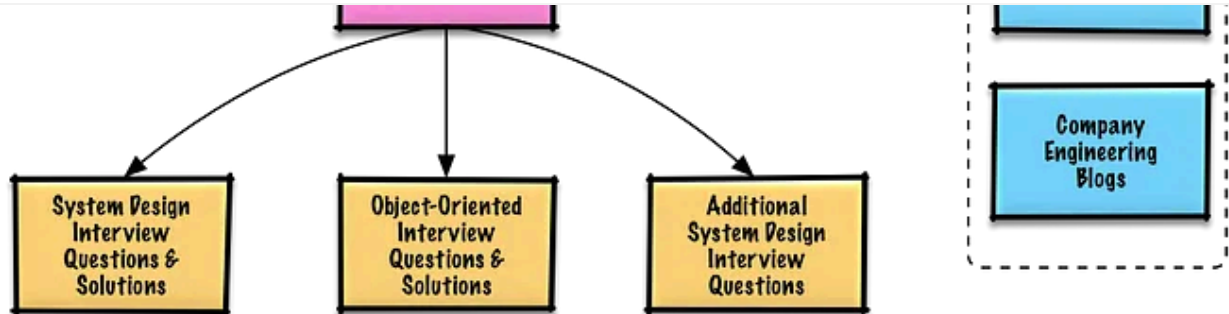 Company
Engineering
Blogs
System Design
Interview
Questions &
Solutions
Object-Oriented
Interview
Questions &
Solutions
Additional
System Design
Interview
Questions